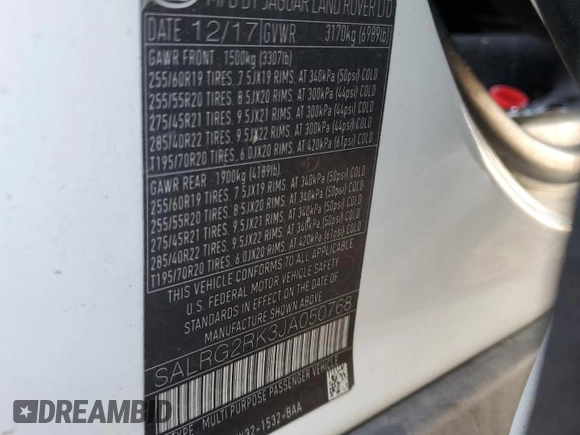 MFD BY JAGUAR LAND ROVER LTD
DATE 12/17 GVWR 3170kg (6989lb)
GAWR FRONT 1500kg (3307lb)
255/60R19 TIRES, 7.5JX19 RIMS, AT 340kPa (50psi) COLD
255/55R20 TIRES, 8.5JX20 RIMS, AT 300kPa (44psi) COLD
275/45R21 TIRES, 9.5JX21 RIMS, AT 300kPa (44psi) COLD
285/40R22 TIRES, 9.5JX22 RIMS, AT 300kPa (44psi) COLD
T195/70R20 TIRES, 6.0JX20 RIMS, AT 420kPa (61psi) COLD
GAWR REAR 1900kg (4189lb)
255/60R19 TIRES, 7.5JX19 RIMS, AT 340kPa (50psi) COLD
255/55R20 TIRES, 8.5JX20 RIMS, AT 340kPa (50psi) COLD
275/45R21 TIRES, 9.5JX21 RIMS, AT 340kPa (50psi) COLD
285/40R22 TIRES, 9.5JX22 RIMS, AT 340kPa (50psi) COLD
T195/70R20 TIRES, 6.0JX20 RIMS, AT 420kPa (61psi) COLD
THIS VEHICLE CONFORMS TO ALL APPLICABLE
U.S. FEDERAL MOTOR VEHICLE SAFETY
STANDARDS IN EFFECT ON THE DATE OF
MANUFACTURE SHOWN ABOVE.
SALRG2RK3JA050768
TYPE: MULTI PURPOSE PASSENGER VEHICLE
32-1532-BAA
DREAMBID